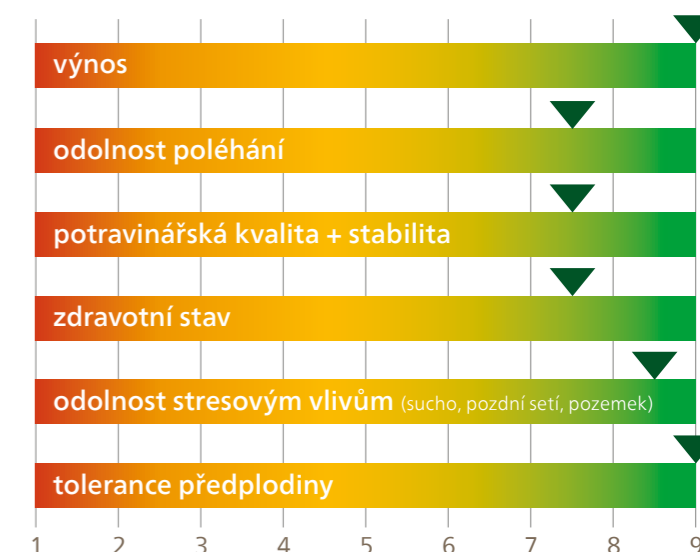 výnos
odolnost poléhání
potravinářská kvalita + stabilita
zdravotní stav
odolnost stresovým vlivům (sucho, pozdní setí, pozemek)
tolerance předplodiny
1 2 3 4 5 6 7 8 9